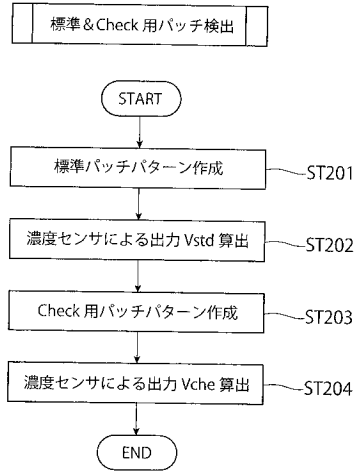 標準＆Check 用パッチ検出
START
標準パッチパターン作成
ST201
濃度センサによる出力 Vstd 算出
ST202
Check 用パッチパターン作成
ST203
濃度センサによる出力 Vche 算出
ST204
END